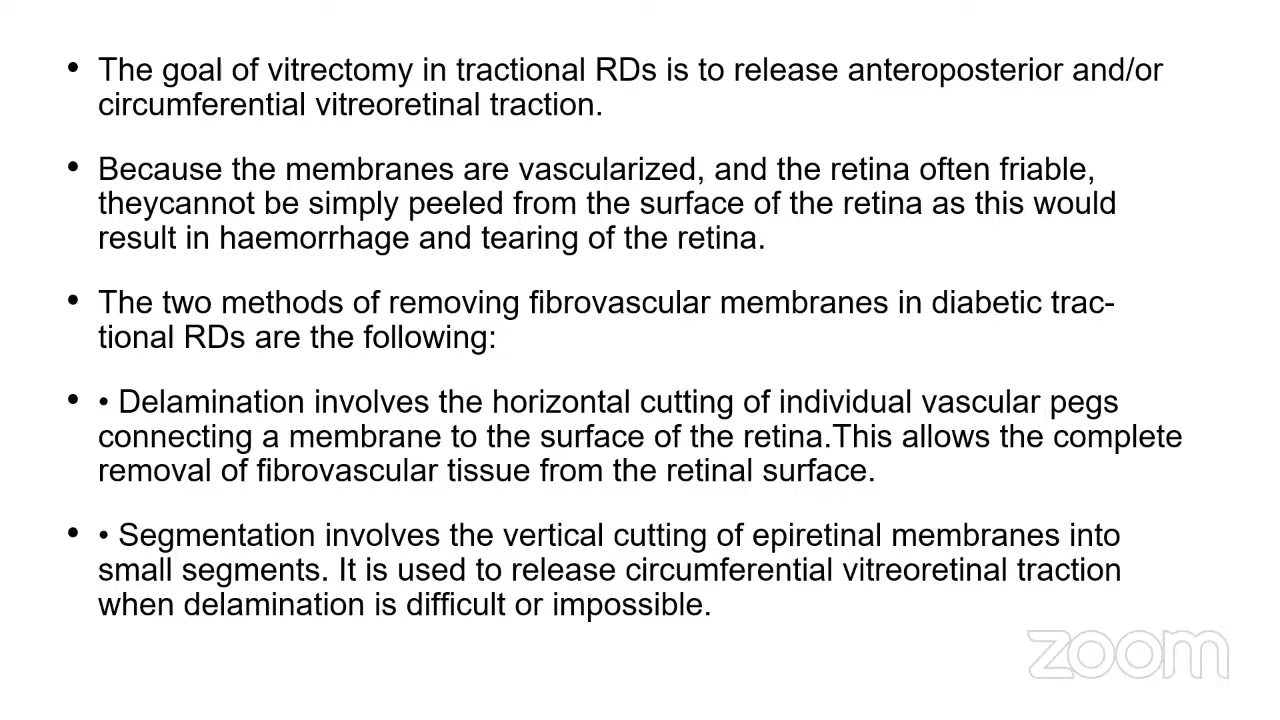 • The goal of vitrectomy in tractional RDs is to release anteroposterior and/or
circumferential vitreoretinal traction.
• Because the membranes are vascularized, and the retina often friable,
theycannot be simply peeled from the surface of the retina as this would
result in haemorrhage and tearing of the retina.
• The two methods of removing fibrovascular membranes in diabetic trac-
tional RDs are the following:
• • Delamination involves the horizontal cutting of individual vascular pegs
connecting a membrane to the surface of the retina.This allows the complete
removal of fibrovascular tissue from the retinal surface.
• • Segmentation involves the vertical cutting of epiretinal membranes into
small segments. It is used to release circumferential vitreoretinal traction
when delamination is difficult or impossible.
zoom